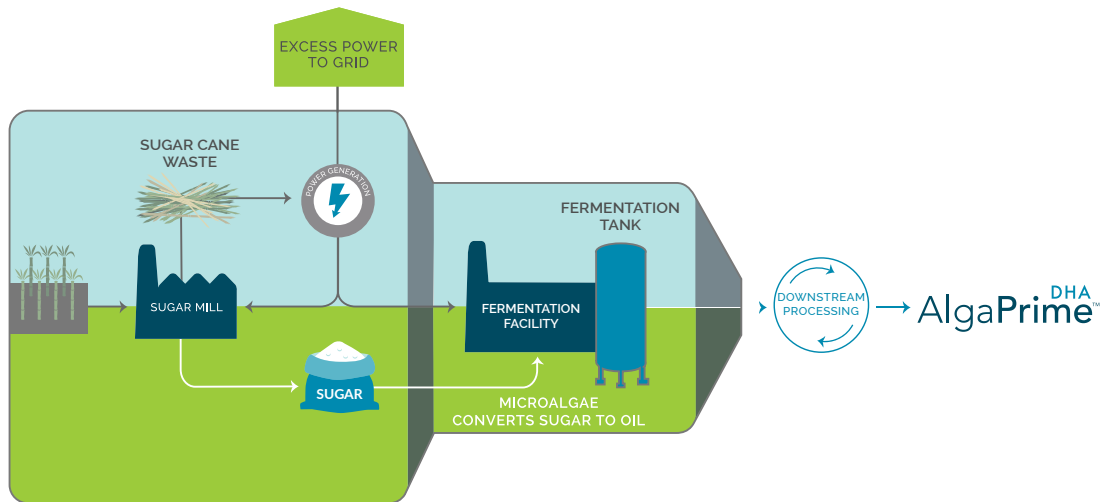 EXCESS POWER
TO GRID
SUGAR CANE
WASTE
POWER GENERATION
FERMENTATION
TANK
SUGAR MILL
FERMENTATION
FACILITY
DOWNSTREAM
PROCESSING
DHA
AlgaPrime™
SUGAR
MICROALGAE
CONVERTS SUGAR TO OIL